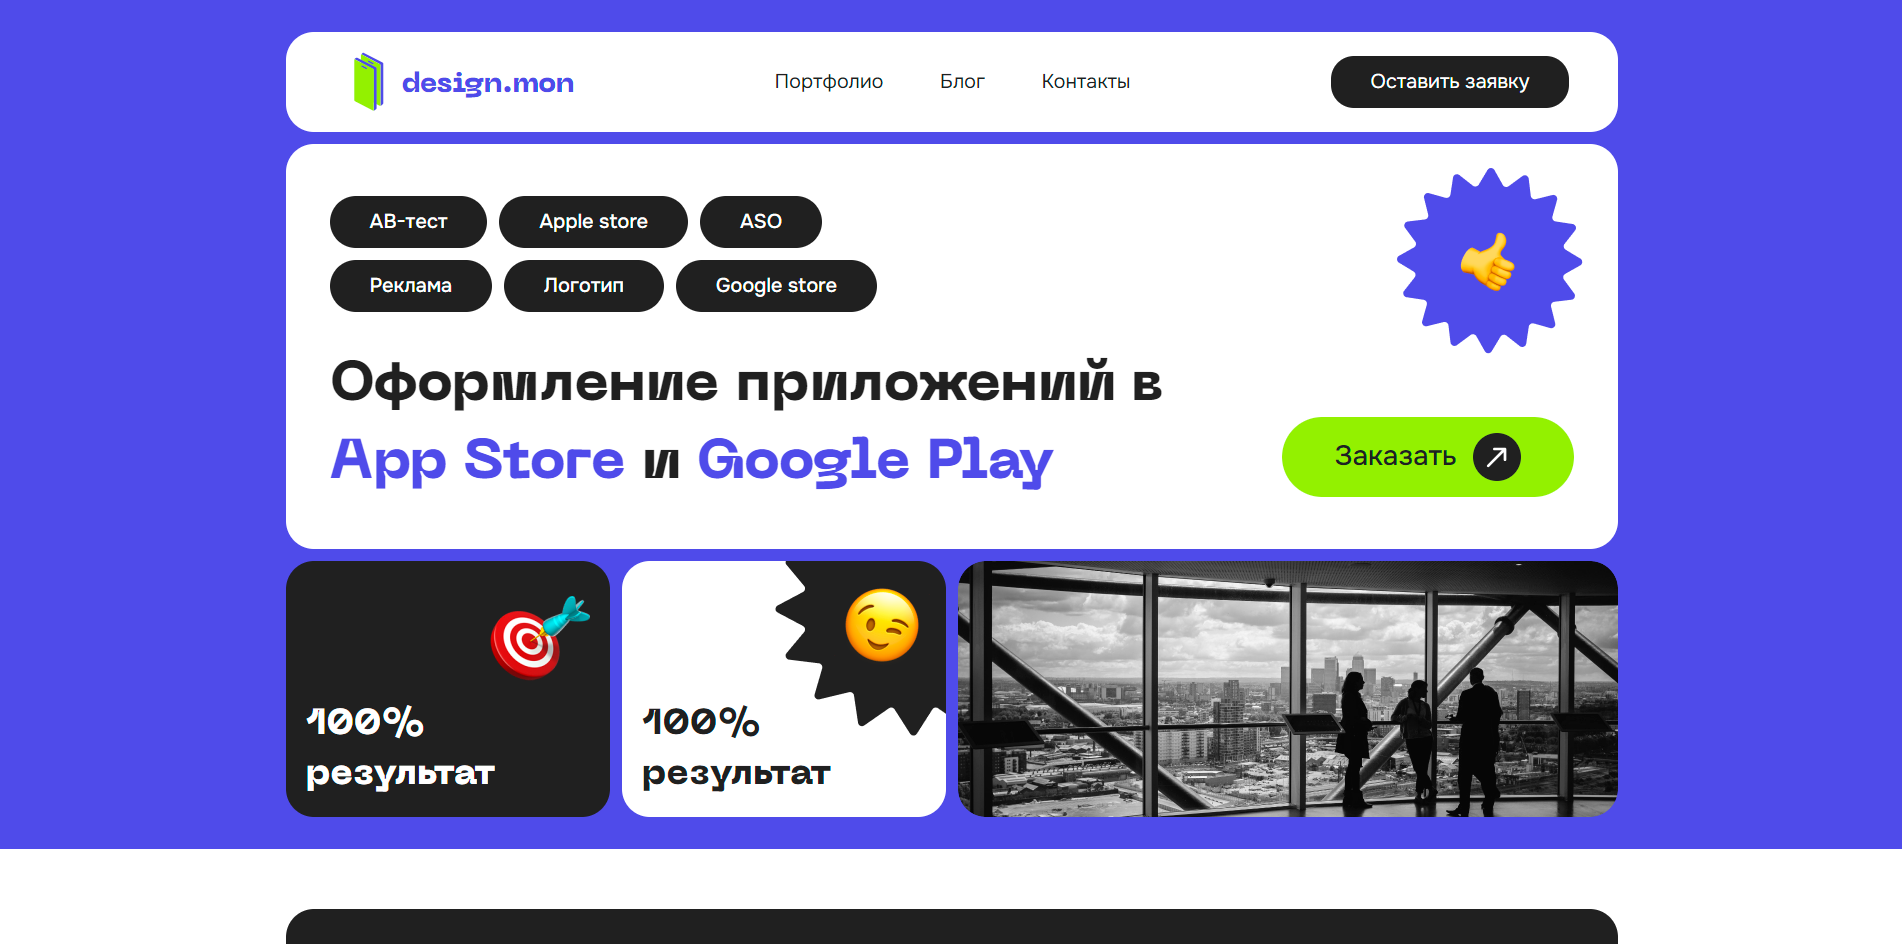 design.mon
Портфолио
Блог
Контакты
Оставить заявку
АВ-тест
Apple store
ASO
Реклама
Логотип
Google store
Оформление приложений в
App Store и Google Play
Заказать
100%
результат
100%
результат